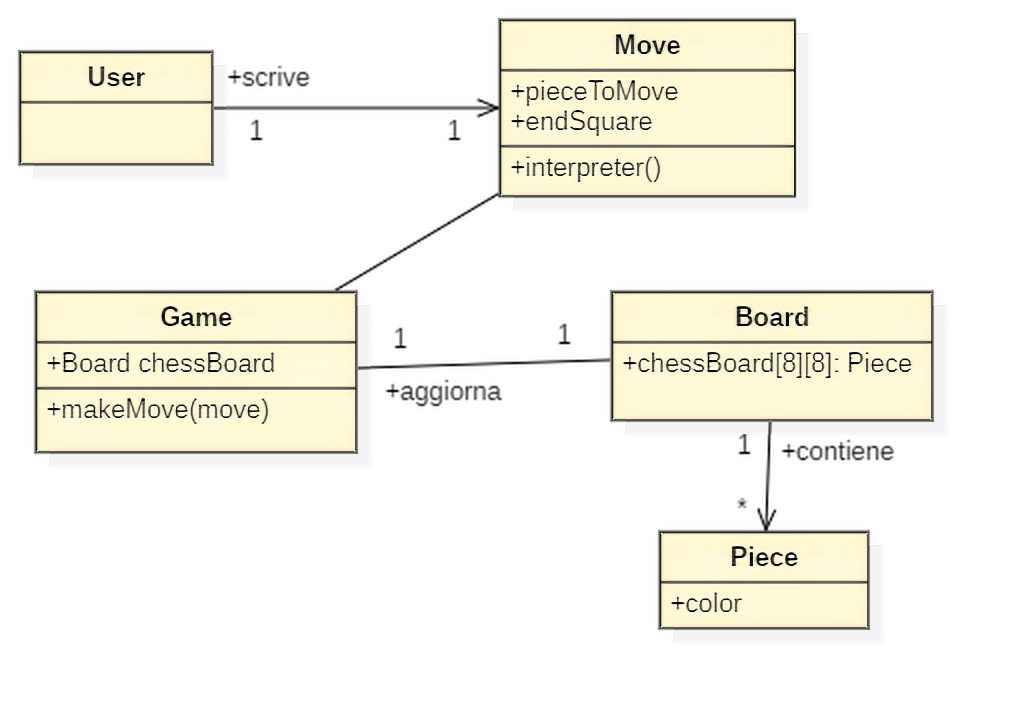 User
+scrive
1
1
Move
+pieceToMove
+endSquare
+interpreter()
Game
+Board chessBoard
+makeMove(move)
1
1
+aggiorna
Board
+chessBoard[8][8]: Piece
1
+contiene
*
Piece
+color